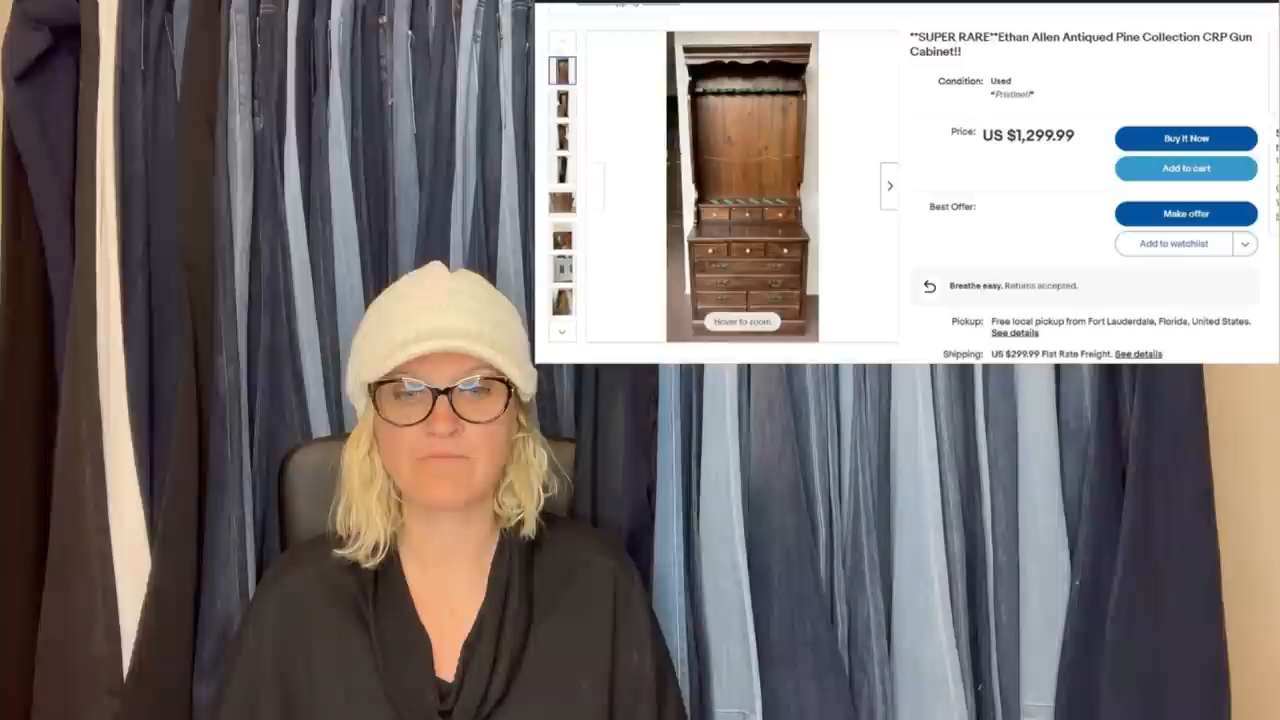 **SUPER RARE**Ethan Allen Antiqued Pine Collection CRP Gun
Cabinet!!
Condition: Used
"Pristine!!"
Price: US $1,299.99
Buy It Now
Add to cart
Best Offer:
Make offer
Add to watchlist
Breathe easy. Returns accepted.
Hover to zoom
Pickup: Free local pickup from Fort Lauderdale, Florida, United States.
See details
Shipping: US $299.99 Flat Rate Freight. See details